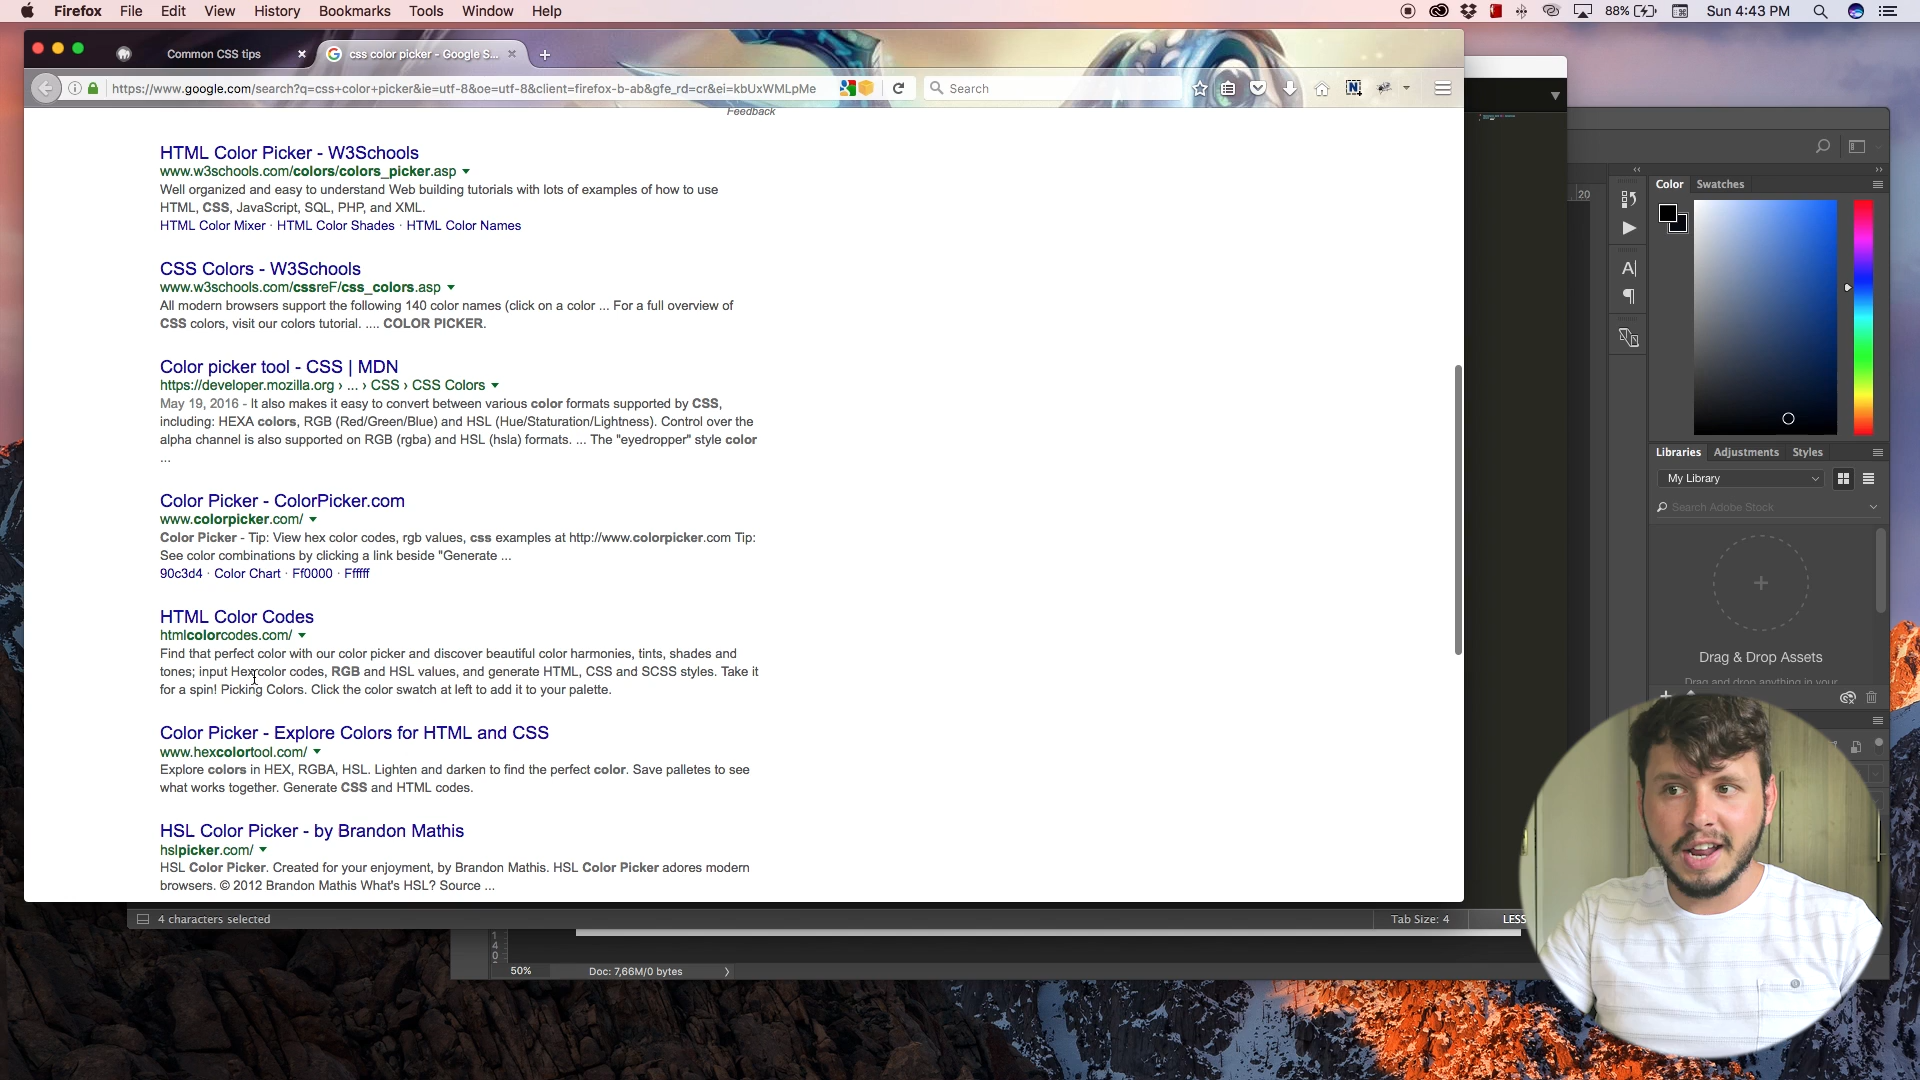 Firefox File Edit View History Bookmarks Tools Window Help
88% Sun 4:43 PM
Common CSS tips
css color picker - Google S...
https://www.google.com/search?q=css+color+picker&ie=utf-8&oe=utf-8&client=firefox-b-ab&gfe_rd=cr&ei=kbUxWMLpMe
Search
Feedback
HTML Color Picker - W3Schools
www.w3schools.com/colors/colors_picker.asp
Well organized and easy to understand Web building tutorials with lots of examples of how to use
HTML, CSS, JavaScript, SQL, PHP, and XML.
HTML Color Mixer · HTML Color Shades · HTML Color Names
CSS Colors - W3Schools
www.w3schools.com/cssreF/css_colors.asp
All modern browsers support the following 140 color names (click on a color ... For a full overview of
CSS colors, visit our colors tutorial. .... COLOR PICKER.
Color picker tool - CSS | MDN
https://developer.mozilla.org › ... › CSS › CSS Colors
May 19, 2016 - It also makes it easy to convert between various color formats supported by CSS,
including: HEXA colors, RGB (Red/Green/Blue) and HSL (Hue/Staturation/Lightness). Control over the
alpha channel is also supported on RGB (rgba) and HSL (hsla) formats. ... The "eyedropper" style color
...
Color Picker - ColorPicker.com
www.colorpicker.com/
Color Picker - Tip: View hex color codes, rgb values, css examples at http://www.colorpicker.com Tip:
See color combinations by clicking a link beside "Generate ...
90c3d4 · Color Chart · Ff0000 · Ffffff
HTML Color Codes
htmlcolorcodes.com/
Find that perfect color with our color picker and discover beautiful color harmonies, tints, shades and
tones; input Hex color codes, RGB and HSL values, and generate HTML, CSS and SCSS styles. Take it
for a spin! Picking Colors. Click the color swatch at left to add it to your palette.
Color Picker - Explore Colors for HTML and CSS
www.hexcolortool.com/
Explore colors in HEX, RGBA, HSL. Lighten and darken to find the perfect color. Save palletes to see
what works together. Generate CSS and HTML codes.
HSL Color Picker - by Brandon Mathis
hslpicker.com/
HSL Color Picker. Created for your enjoyment, by Brandon Mathis. HSL Color Picker adores modern
browsers. © 2012 Brandon Mathis What's HSL? Source ...
4 characters selected
Tab Size: 4
LESS
1
4
0
50%
Doc: 7,66M/0 bytes
20
Color Swatches
Libraries Adjustments Styles
My Library
Search Adobe Stock
Drag & Drop Assets
Drag and drop anything in your